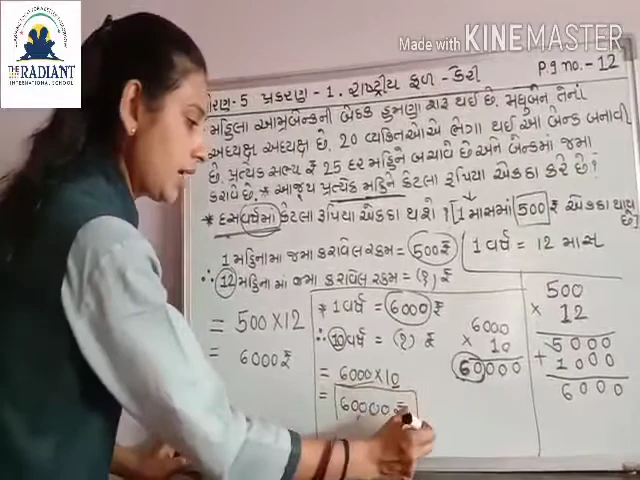 Made with KINEMASTER
THE RADIANT
INTERNATIONAL SCHOOL
ધોરણ-5 પ્રકરણ-1. રાષ્ટ્રીય ફળ-કેરી P.g no.-12
મહિલા આમ્રબેન્કની બેઠક હમણા શરૂ થઈ છે. મધુબેન તેનાં
અધ્યક્ષ છે. 20 વ્યક્તિઓએ ભેગા થઈ આ બેન્ક બનાવી
છે. પ્રત્યેક સભ્ય ₹ 25 દર મહિને બચાવે છે અને બેન્કમાં જમા
કરાવે છે. * આજૂથ પ્રત્યેક મહિને કેટલા રૂપિયા એકઠા કરે છે?
* દસ વર્ષમાં કેટલા રૂપિયા એકઠા થશે? 1 માસમાં 500 ₹ એકઠા થાય છે
1 મહિનામાં જમા કરાવેલ રકમ = 500 ₹
1 વર્ષ = 12 માસ
∴ 12 મહિનામાં જમા કરાવેલ રકમ = (?) ₹
= 500 × 12
= 6000 ₹
* 1 વર્ષ = 6000 ₹
∴ 10 વર્ષ = (?) ₹
= 6000 × 10
= 60000 ₹
6000
× 10
60000
500
× 12
5000
+ 1000
6000